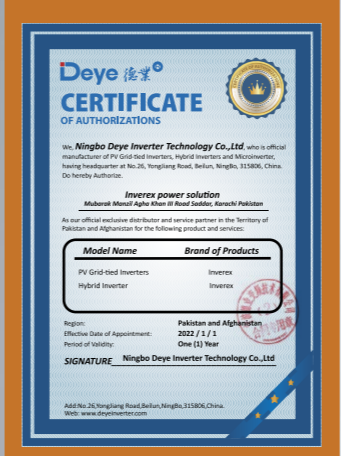 Deye 德業
CERTIFICATE
OF AUTHORIZATIONS
We, Ningbo Deye Inverter Technology Co.,Ltd, who is official
manufacturer of PV Grid-tied Inverters, Hybrid Inverters and Microinverter,
having headquarter at No.26, Yongjiang Road, Beilun, NingBo, 315806, China.
Do hereby Authorize.
Inverex power solution
Mubarak Manzil Agha Khan III Road Saddar, Karachi Pakistan
As our official exclusive distributor and service partner in the Territory of
Pakistan and Afghanistan for the following product and services:
Model Name Brand of Products
PV Grid-tied Inverters Inverex
Hybrid Inverter Inverex
Region: Pakistan and Afghanistan
Effective Date of Appointment: 2022 / 1 / 1
Period of Validity: One (1) Year
SIGNATURE Ningbo Deye Inverter Technology Co.,Ltd
Add:No.26,Yongjiang Road,Beilun,NingBo,315806,China.
Web: www.deyeinverter.com